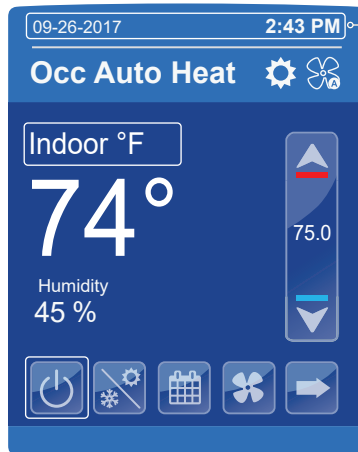 09-26-2017 2:43 PM
Occ Auto Heat
A
Indoor °F
74°
75.0
Humidity
45 %